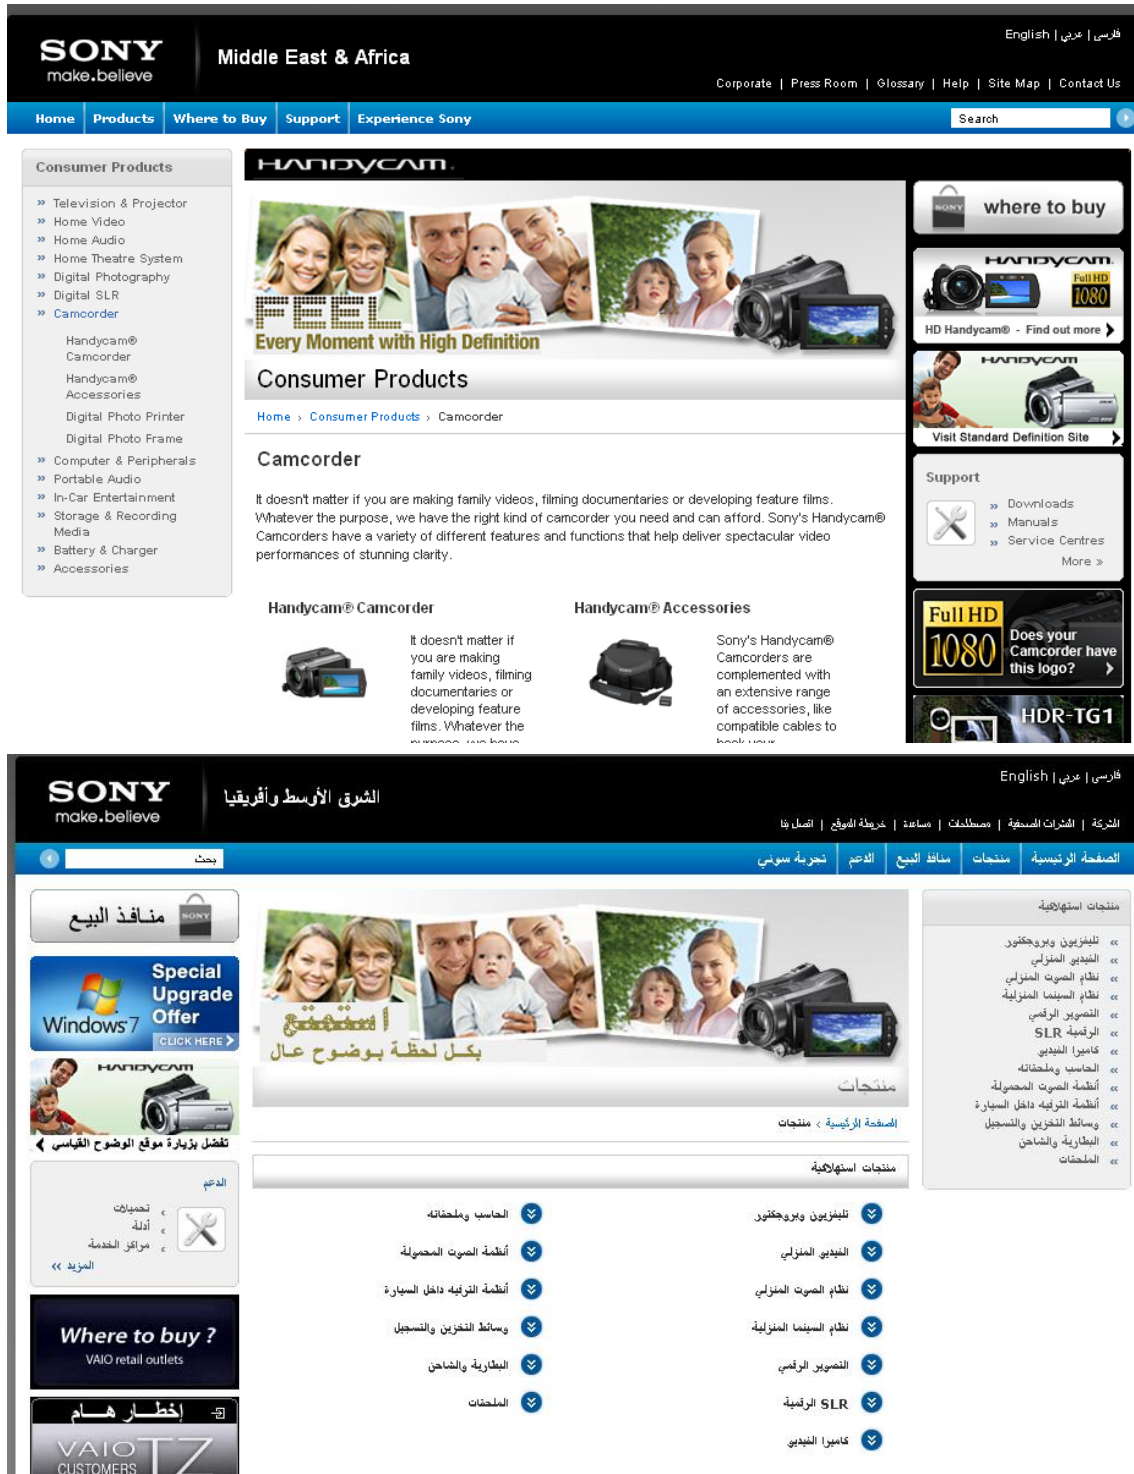 SONY
make.believe
Middle East & Africa
English | عربي | فارسی
Corporate | Press Room | Glossary | Help | Site Map | Contact Us
Home
Products
Where to Buy
Support
Experience Sony
Search
Consumer Products
» Television & Projector
» Home Video
» Home Audio
» Home Theatre System
» Digital Photography
» Digital SLR
» Camcorder
Handycam®
Camcorder
Handycam®
Accessories
Digital Photo Printer
Digital Photo Frame
» Computer & Peripherals
» Portable Audio
» In-Car Entertainment
» Storage & Recording
Media
» Battery & Charger
» Accessories
HANDYCAM.
FEEL
Every Moment with High Definition
Consumer Products
Home › Consumer Products › Camcorder
Camcorder
It doesn't matter if you are making family videos, filming documentaries or developing feature films.
Whatever the purpose, we have the right kind of camcorder you need and can afford. Sony's Handycam®
Camcorders have a variety of different features and functions that help deliver spectacular video
performances of stunning clarity.
Handycam® Camcorder
It doesn't matter if
you are making
family videos, filming
documentaries or
developing feature
films. Whatever the
purpose, we have
Handycam® Accessories
Sony's Handycam®
Camcorders are
complemented with
an extensive range
of accessories, like
compatible cables to
hook your
SONY
where to buy
HANDYCAM.
Full HD
1080
HD Handycam® - Find out more
HANDYCAM
Visit Standard Definition Site
Support
» Downloads
» Manuals
» Service Centres
More »
Full HD
1080
Does your
Camcorder have
this logo?
HDR-TG1
SONY
make.believe
الشرق الأوسط وأفريقيا
English | عربي | فارسی
الشركة | النشرات الصحفية | مصطلحات | مساعدة | خريطة الموقع | اتصل بنا
الصفحة الرئيسية
منتجات
منافذ البيع
الدعم
تجربة سوني
بحث
منتجات استهلاكية
» تليفزيون وبروجكتور
» الفيديو المنزلي
» نظام الصوت المنزلي
» نظام السينما المنزلية
» التصوير الرقمي
» الرقمية SLR
» كاميرا الفيديو
» الحاسب وملحقاته
» أنظمة الصوت المحمولة
» أنظمة الترفيه داخل السيارة
» وسائط التخزين والتسجيل
» البطارية والشاحن
» الملحقات
استمتع
بكل لحظة بوضوح عال
منتجات
الصفحة الرئيسية › منتجات
منتجات استهلاكية
تليفزيون وبروجكتور
الفيديو المنزلي
نظام الصوت المنزلي
نظام السينما المنزلية
التصوير الرقمي
SLR الرقمية
كاميرا الفيديو
الحاسب وملحقاته
أنظمة الصوت المحمولة
أنظمة الترفيه داخل السيارة
وسائط التخزين والتسجيل
البطارية والشاحن
الملحقات
SONY
منافذ البيع
Windows 7
Special
Upgrade
Offer
CLICK HERE
HANDYCAM
تفضل بزيارة موقع الوضوح القياسي
الدعم
تحميلات
أدلة
مراكز الخدمة
المزيد »
Where to buy ?
VAIO retail outlets
إخطار هام
VAIO TZ
CUSTOMERS